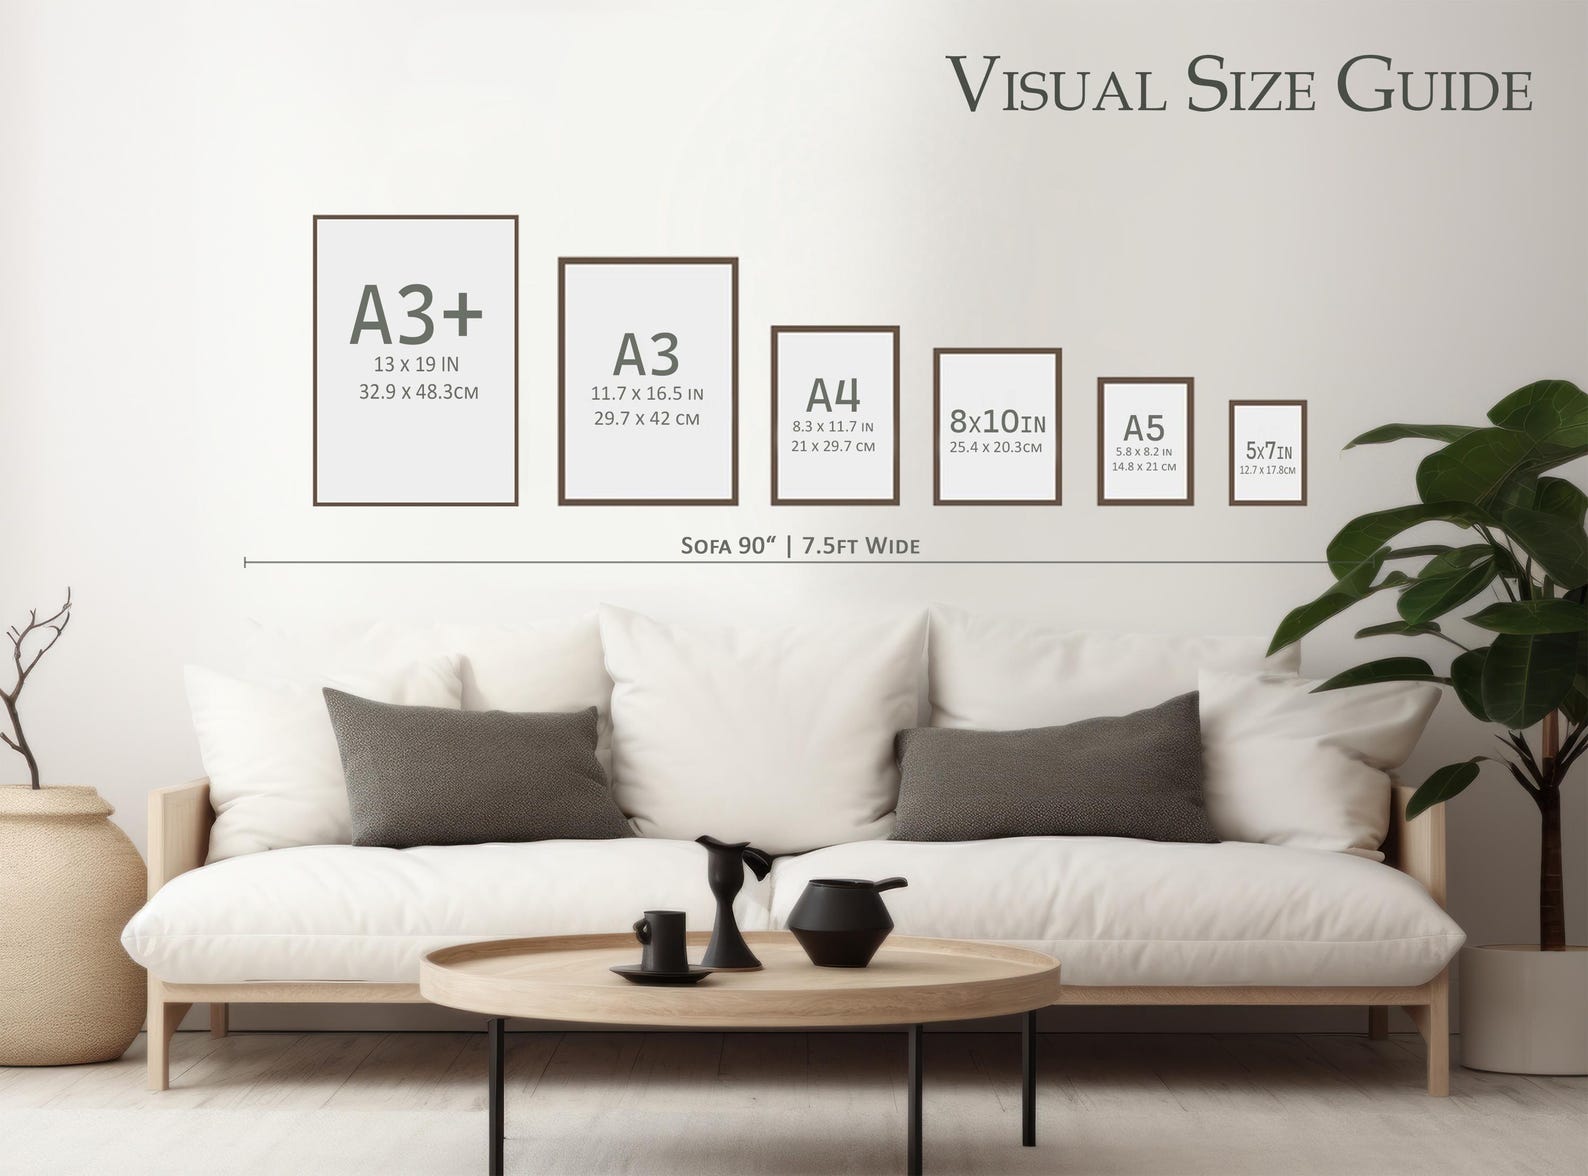 Visual Size Guide
A3+
13 x 19 in
32.9 x 48.3cm
A3
11.7 x 16.5 in
29.7 x 42 cm
A4
8.3 x 11.7 in
21 x 29.7 cm
8x10in
25.4 x 20.3cm
A5
5.8 x 8.2 in
14.8 x 21 cm
5x7in
12.7 x 17.8cm
Sofa 90“ | 7.5ft Wide